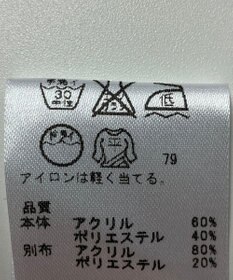 手洗イ
30
中性
低
ドライ
平
79
アイロンは軽く当てる。
品質
本体 アクリル 60%
ポリエステル 40%
別布 アクリル 80%
ポリエステル 20%